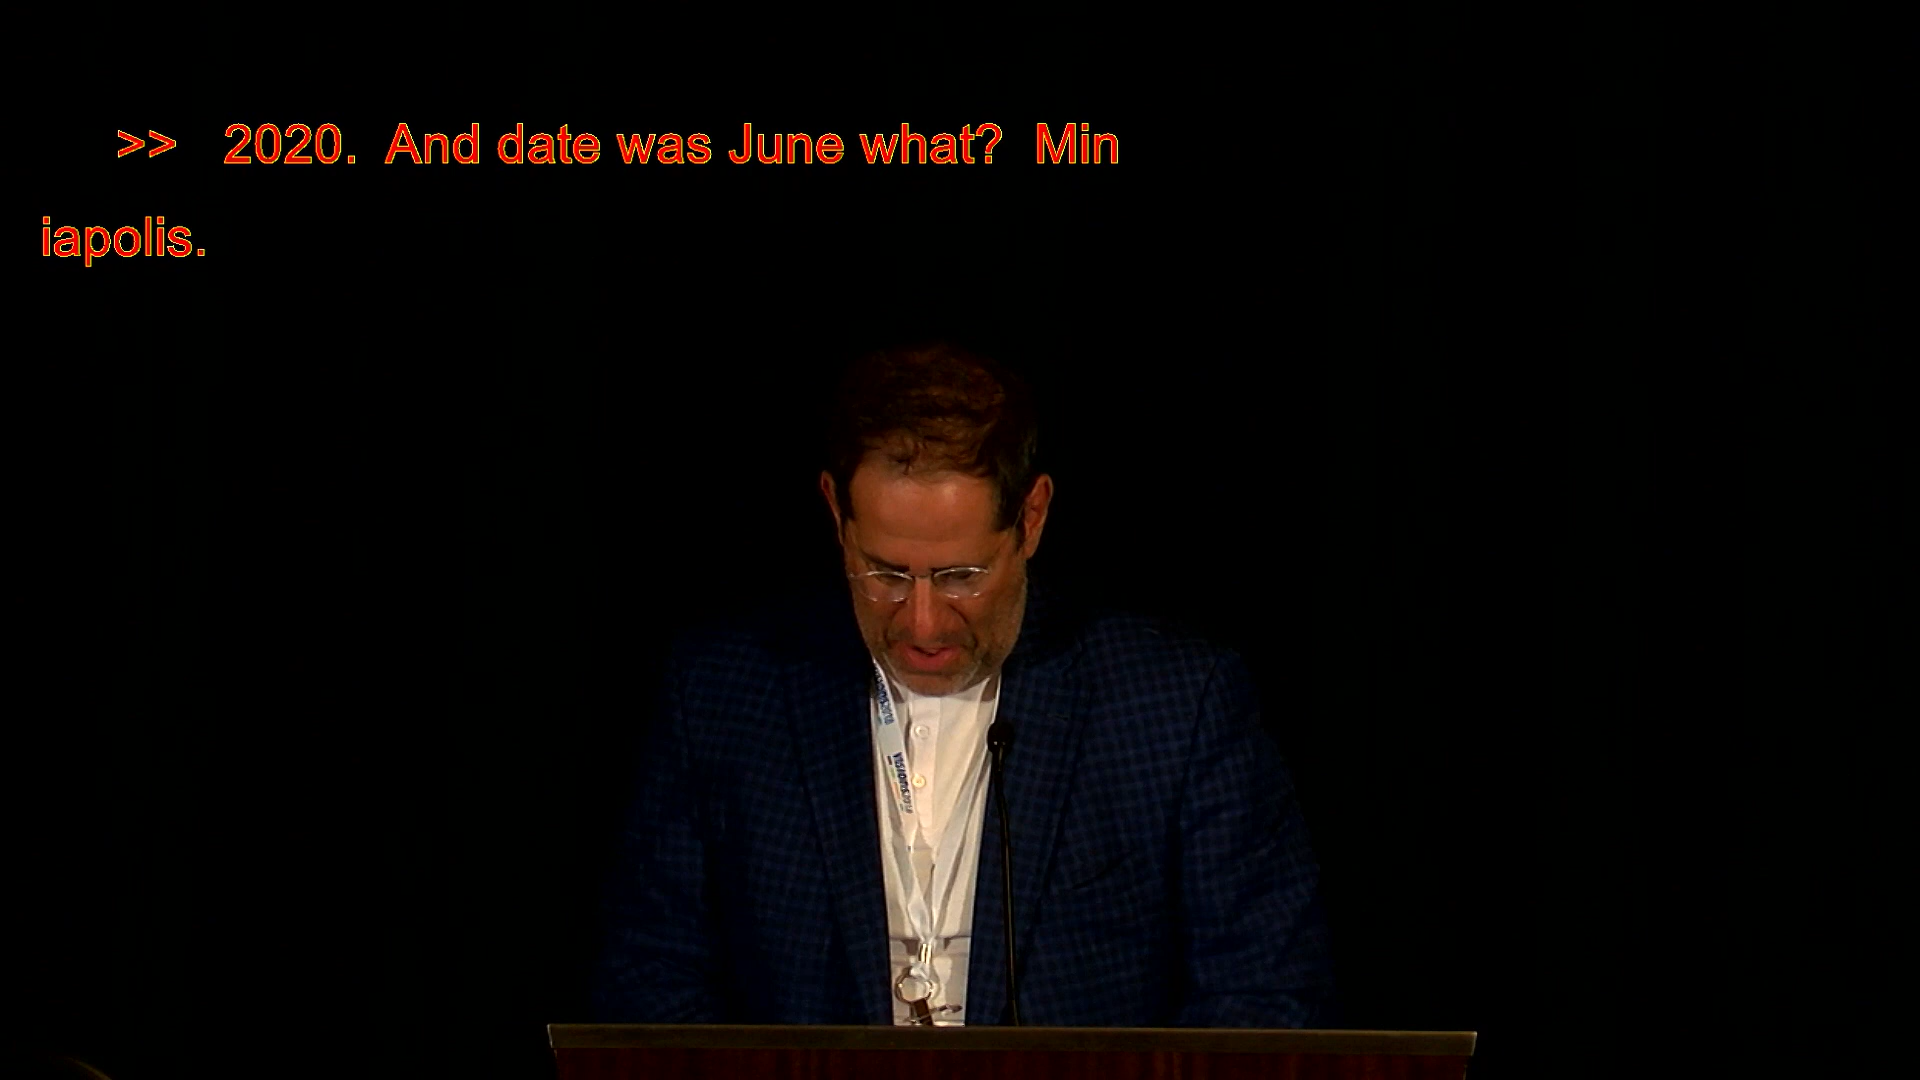 >> 2020. And date was June what? Min
iapolis.